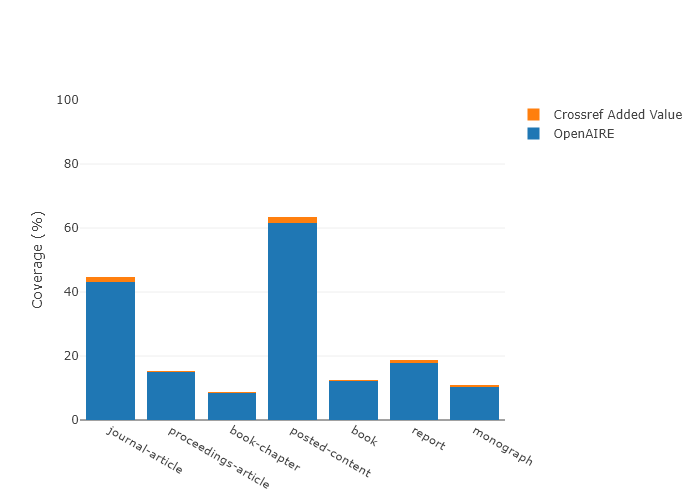 100
80
60
40
20
0
Coverage (%)
journal-article
proceedings-article
book-chapter
posted-content
book
report
monograph
Crossref Added Value
OpenAIRE